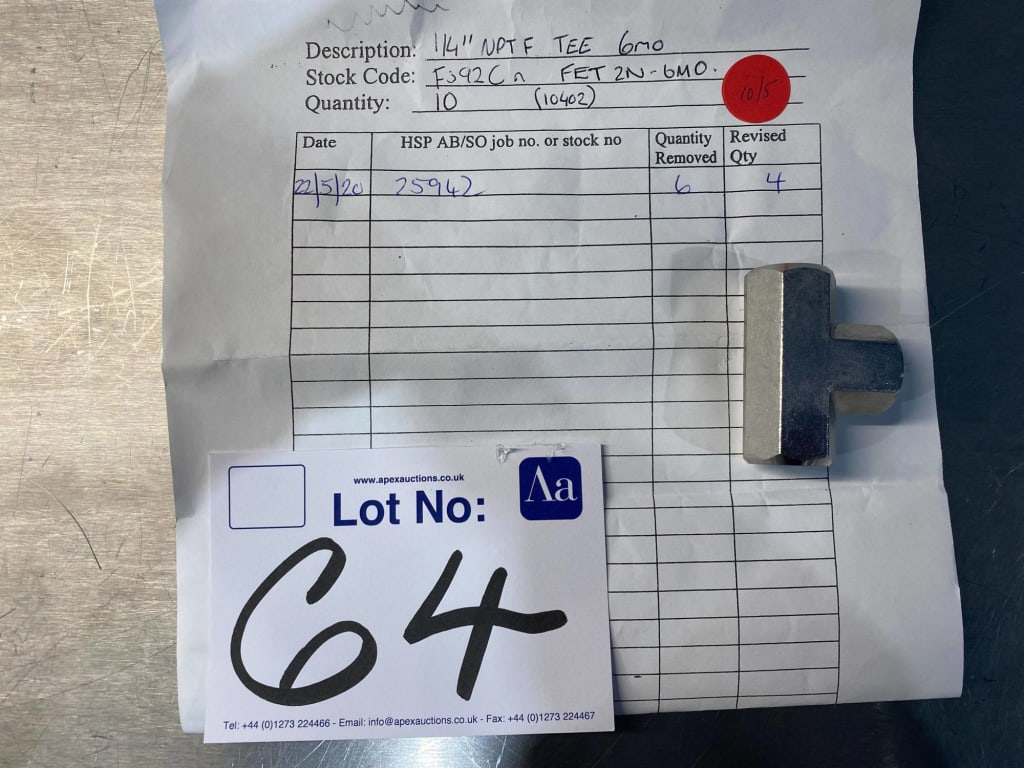 Description: 1/4" NPTF TEE 6mo
Stock Code: FET 2N-6MO.
Quantity: 10 (10402)
10/5
Date HSP AB/SO job no. or stock no Quantity Removed Revised Qty
22/5/20 25942 6 4
www.apexauctions.co.uk
Lot No:
Aa
64
Tel: +44 (0)1273 224466 - Email: info@apexauctions.co.uk - Fax: +44 (0)1273 224467